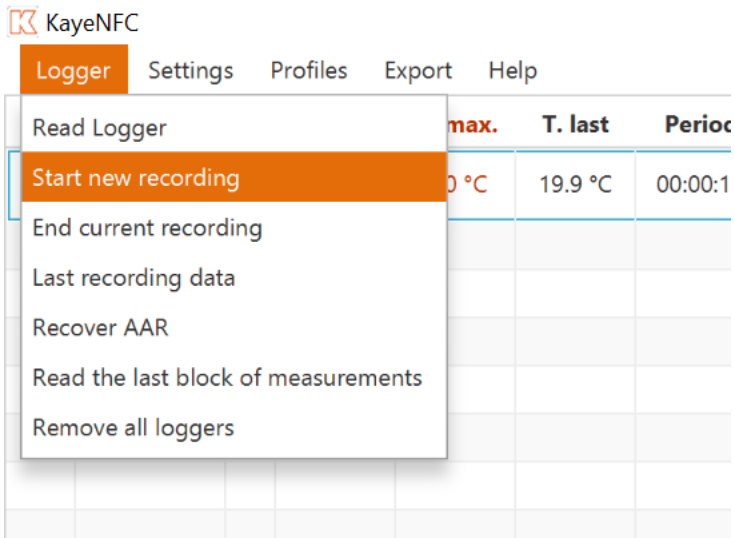 KayeNFC
Logger Settings Profiles Export Help
Read Logger
max. T. last
Start new recording
0 °C 19.9 °C 00:00:1
End current recording
Last recording data
Recover AAR
Read the last block of measurements
Remove all loggers